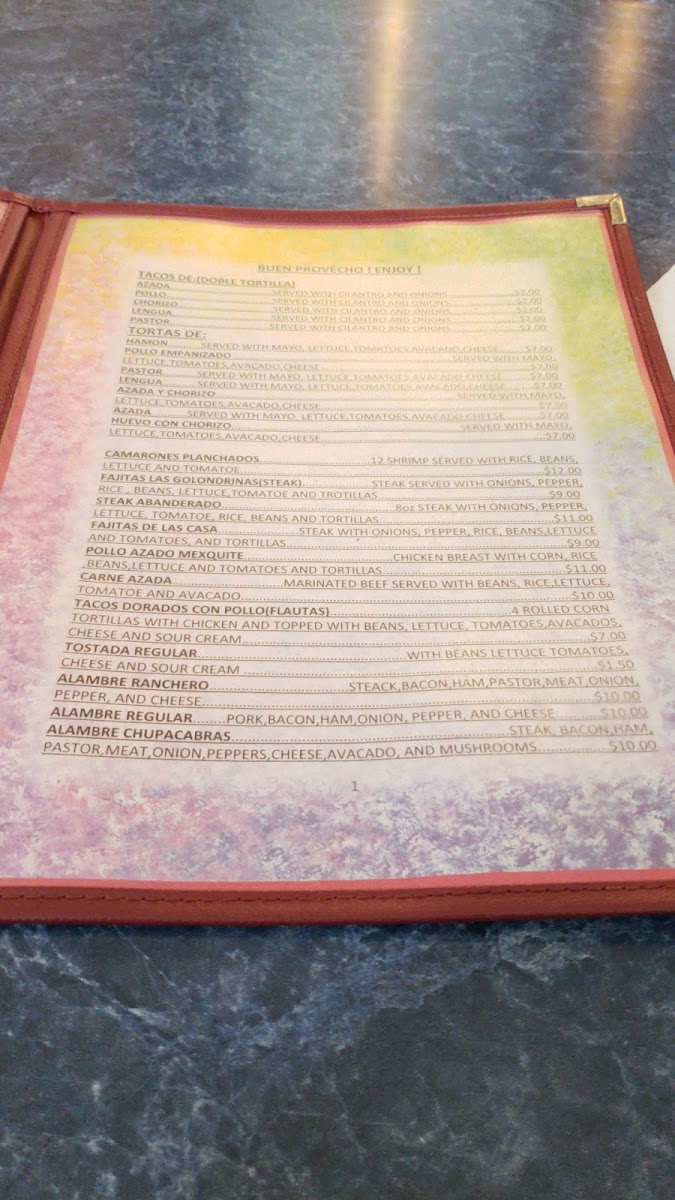 BUEN PROVECHO ! ENJOY !
TACOS DE:(DOBLE TORTILLA)
AZADA......SERVED WITH CILANTRO AND ONIONS......$2.00
POLLO......SERVED WITH CILANTRO AND ONIONS......$2.00
CHORIZO......SERVED WITH CILANTRO AND ONIONS......$2.00
LENGUA......SERVED WITH CILANTRO AND ONIONS......$2.00
PASTOR......SERVED WITH CILANTRO AND ONIONS......$2.00
TORTAS DE:
HAMON......SERVED WITH MAYO, LETTUCE,TOMATOES,AVACADO,CHEESE......$7.00
POLLO EMPANIZADO......SERVED WITH MAYO,
LETTUCE,TOMATOES,AVACADO,CHEESE......$7.00
PASTOR......SERVED WITH MAYO, LETTUCE,TOMATOES,AVACADO,CHEESE......$7.00
LENGUA......SERVED WITH MAYO, LETTUCE,TOMATOES,AVACADO,CHEESE......$7.00
AZADA Y CHORIZO......SERVED WITH MAYO,
LETTUCE,TOMATOES,AVACADO,CHEESE......$7.00
AZADA......SERVED WITH MAYO, LETTUCE,TOMATOES,AVACADO,CHEESE......$7.00
HUEVO CON CHORIZO......SERVED WITH MAYO,
LETTUCE,TOMATOES,AVACADO,CHEESE......$7.00
CAMARONES PLANCHADOS......12 SHRIMP SERVED WITH RICE, BEANS,
LETTUCE AND TOMATOE......$12.00
FAJITAS LAS GOLONDRINAS(STEAK)......STEAK SERVED WITH ONIONS, PEPPER,
RICE , BEANS, LETTUCE,TOMATOE AND TROTILLAS......$9.00
STEAK ABANDERADO......8oz STEAK WITH ONIONS, PEPPER,
LETTUCE, TOMATOE, RICE, BEANS AND TORTILLAS......$11.00
FAJITAS DE LAS CASA......STEAK WITH ONIONS, PEPPER, RICE, BEANS,LETTUCE
AND TOMATOES, AND TORTILLAS......$9.00
POLLO AZADO MEXQUITE......CHICKEN BREAST WITH CORN, RICE
,BEANS,LETTUCE AND TOMATOES AND TORTILLAS......$11.00
CARNE AZADA......MARINATED BEEF SERVED WITH BEANS, RICE,LETTUCE,
TOMATOE AND AVACADO......$10.00
TACOS DORADOS CON POLLO(FLAUTAS)......4 ROLLED CORN
TORTILLAS WITH CHICKEN AND TOPPED WITH BEANS, LETTUCE, TOMATOES,AVACADOS,
CHEESE AND SOUR CREAM......$7.00
TOSTADA REGULAR......WITH BEANS LETTUCE TOMATOES,
CHEESE AND SOUR CREAM ......$1.50
ALAMBRE RANCHERO......STEACK,BACON,HAM,PASTOR,MEAT,ONION,
PEPPER, AND CHEESE......$10.00
ALAMBRE REGULAR......PORK,BACON,HAM,ONION, PEPPER, AND CHEESE......$10.00
ALAMBRE CHUPACABRAS......STEAK, BACON,HAM,
PASTOR,MEAT,ONION,PEPPERS,CHEESE,AVACADO, AND MUSHROOMS......$10.00
1